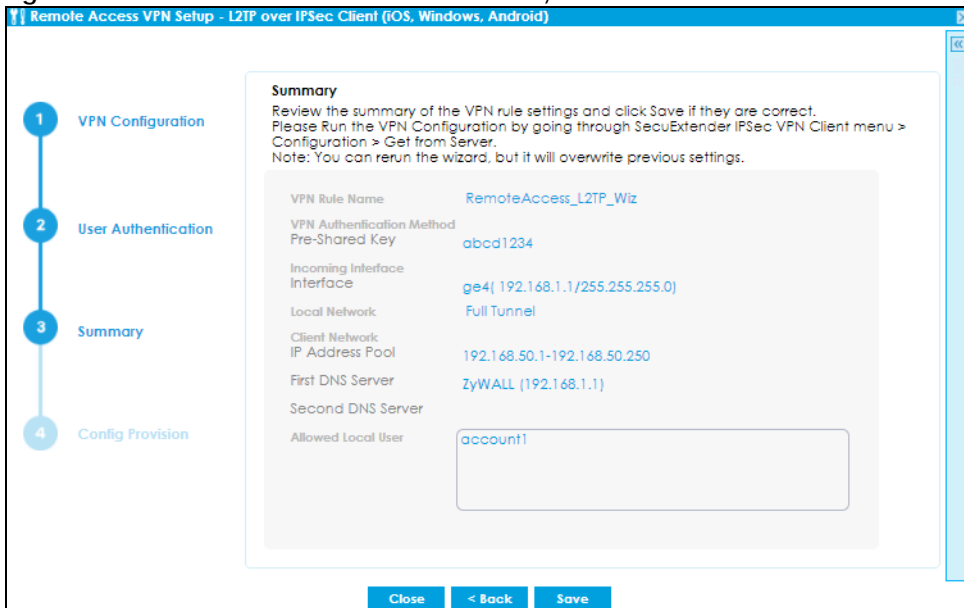 Remote Access VPN Setup - L2TP over IPSec Client (iOS, Windows, Android)
1 VPN Configuration
2 User Authentication
3 Summary
4 Config Provision
Summary
Review the summary of the VPN rule settings and click Save if they are correct.
Please Run the VPN Configuration by going through SecuExtender IPSec VPN Client menu >
Configuration > Get from Server.
Note: You can rerun the wizard, but it will overwrite previous settings.
VPN Rule Name RemoteAccess_L2TP_Wiz
VPN Authentication Method
Pre-Shared Key abcd1234
Incoming Interface
Interface ge4( 192.168.1.1/255.255.255.0)
Local Network Full Tunnel
Client Network
IP Address Pool 192.168.50.1-192.168.50.250
First DNS Server ZyWALL (192.168.1.1)
Second DNS Server
Allowed Local User account1
Close < Back Save